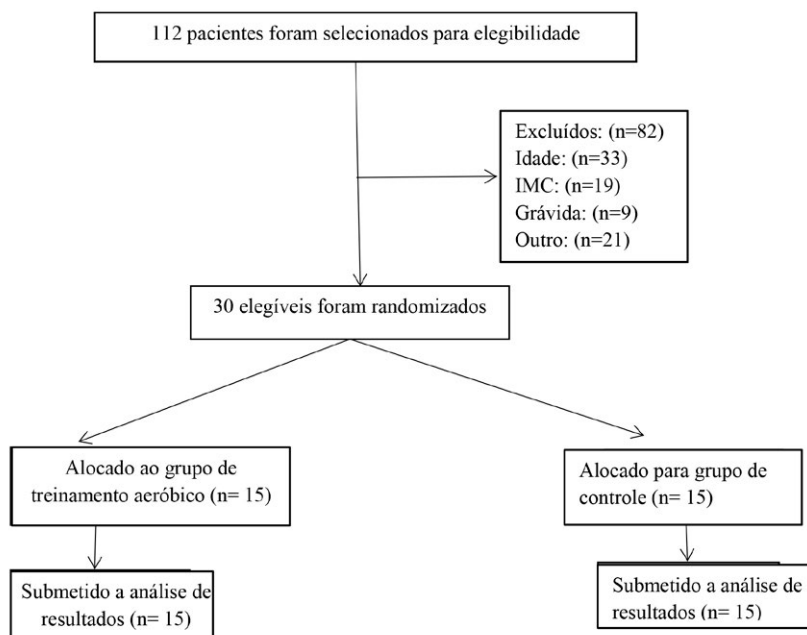 112 pacientes foram selecionados para elegibilidade
Excluídos: (n=82)
Idade: (n=33)
IMC: (n=19)
Grávida: (n=9)
Outro: (n=21)
30 elegíveis foram randomizados
Alocado ao grupo de
treinamento aeróbico (n= 15)
Alocado para grupo de
controle (n= 15)
Submetido a análise de
resultados (n= 15)
Submetido a análise de
resultados (n= 15)